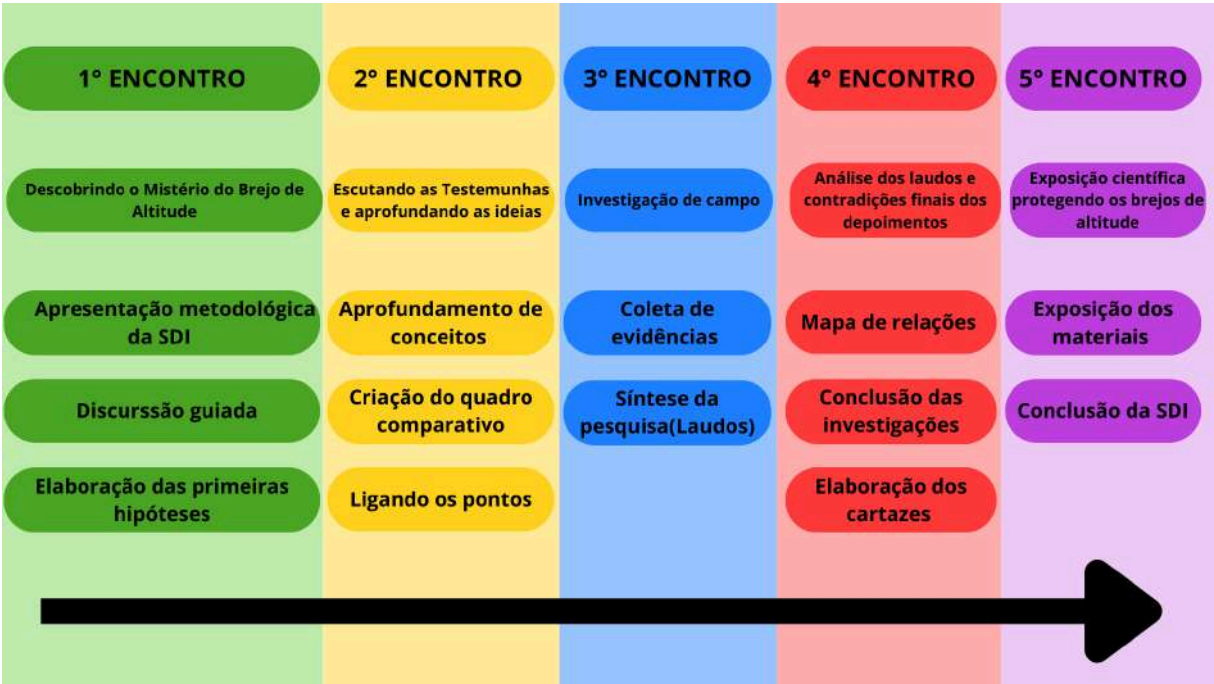 1° ENCONTRO
Descobrindo o Mistério do Brejo de
Altitude
Apresentação metodológica
da SDI
Discurssão guiada
Elaboração das primeiras
hipóteses
2° ENCONTRO
Escutando as Testemunhas
e aprofundando as ideias
Aprofundamento de
conceitos
Criação do quadro
comparativo
Ligando os pontos
3° ENCONTRO
Investigação de campo
Coleta de
evidências
Síntese da
pesquisa(Laudos)
4° ENCONTRO
Análise dos laudos e
contradições finais dos
depoimentos
Mapa de relações
Conclusão das
investigações
Elaboração dos
cartazes
5° ENCONTRO
Exposição científica
protegendo os brejos de
altitude
Exposição dos
materiais
Conclusão da SDI